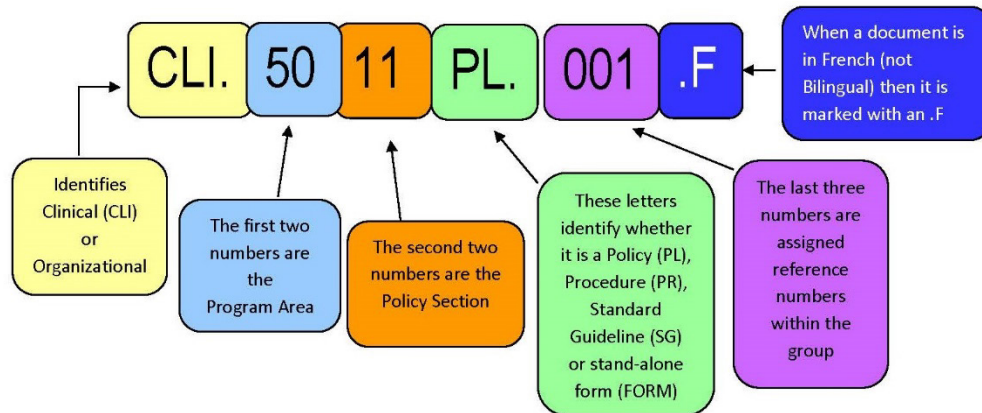 CLI. 50 11 PL. 001 .F
When a document is
in French (not
Bilingual) then it is
marked with an .F
Identifies
Clinical (CLI)
or
Organizational
The first two
numbers are
the
Program Area
The second two
numbers are the
Policy Section
These letters
identify whether
it is a Policy (PL),
Procedure (PR),
Standard
Guideline (SG)
or stand-alone
form (FORM)
The last three
numbers are
assigned
reference
numbers
within the
group